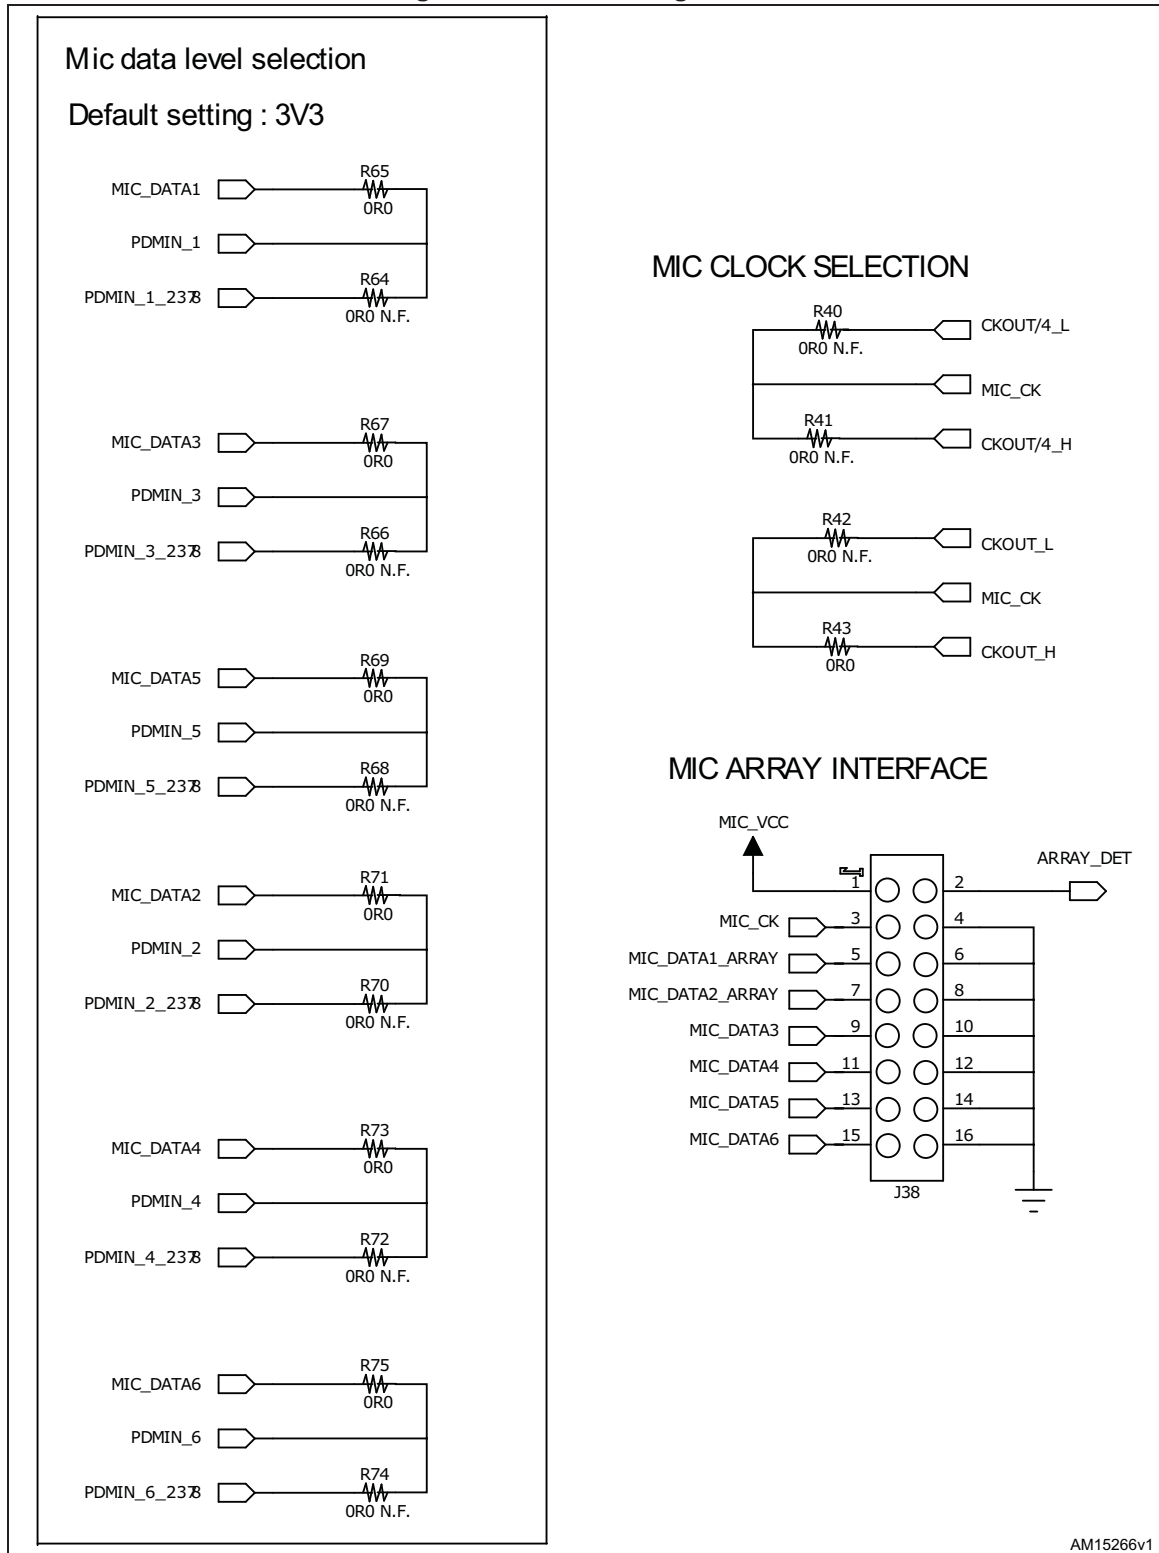 Mic data level selection
Default setting : 3V3
R65
MIC_DATA1
0R0
PDMIN_1
R64
PDMIN_1_2378
0R0 N.F.
R67
MIC_DATA3
0R0
PDMIN_3
R66
PDMIN_3_2378
0R0 N.F.
R69
MIC_DATA5
0R0
PDMIN_5
R68
PDMIN_5_2378
0R0 N.F.
R71
MIC_DATA2
0R0
PDMIN_2
R70
PDMIN_2_2378
0R0 N.F.
R73
MIC_DATA4
0R0
PDMIN_4
R72
PDMIN_4_2378
0R0 N.F.
R75
MIC_DATA6
0R0
PDMIN_6
R74
PDMIN_6_2378
0R0 N.F.
MIC CLOCK SELECTION
R40
CKOUT/4_L
0R0 N.F.
MIC_CK
R41
CKOUT/4_H
0R0 N.F.
R42
CKOUT_L
0R0 N.F.
MIC_CK
R43
CKOUT_H
0R0
MIC ARRAY INTERFACE
MIC_VCC
ARRAY_DET
1 2
MIC_CK 3 4
MIC_DATA1_ARRAY 5 6
MIC_DATA2_ARRAY 7 8
MIC_DATA3 9 10
MIC_DATA4 11 12
MIC_DATA5 13 14
MIC_DATA6 15 16
J38
AM15266v1